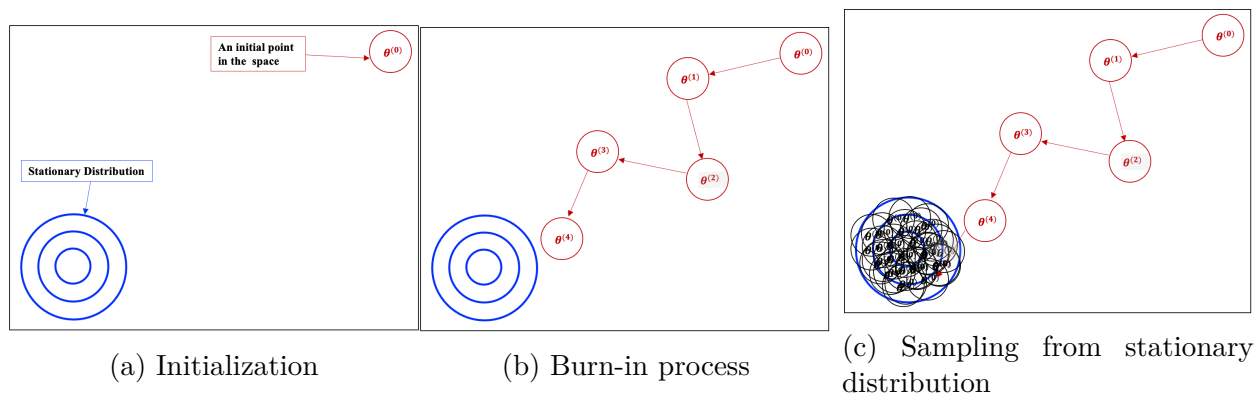 An initial point
in the space
θ^(0)
Stationary Distribution
θ^(0)
θ^(1)
θ^(3)
θ^(2)
θ^(4)
θ^(0)
θ^(1)
θ^(3)
θ^(2)
θ^(4)
(a) Initialization
(b) Burn-in process
(c) Sampling from stationary
distribution